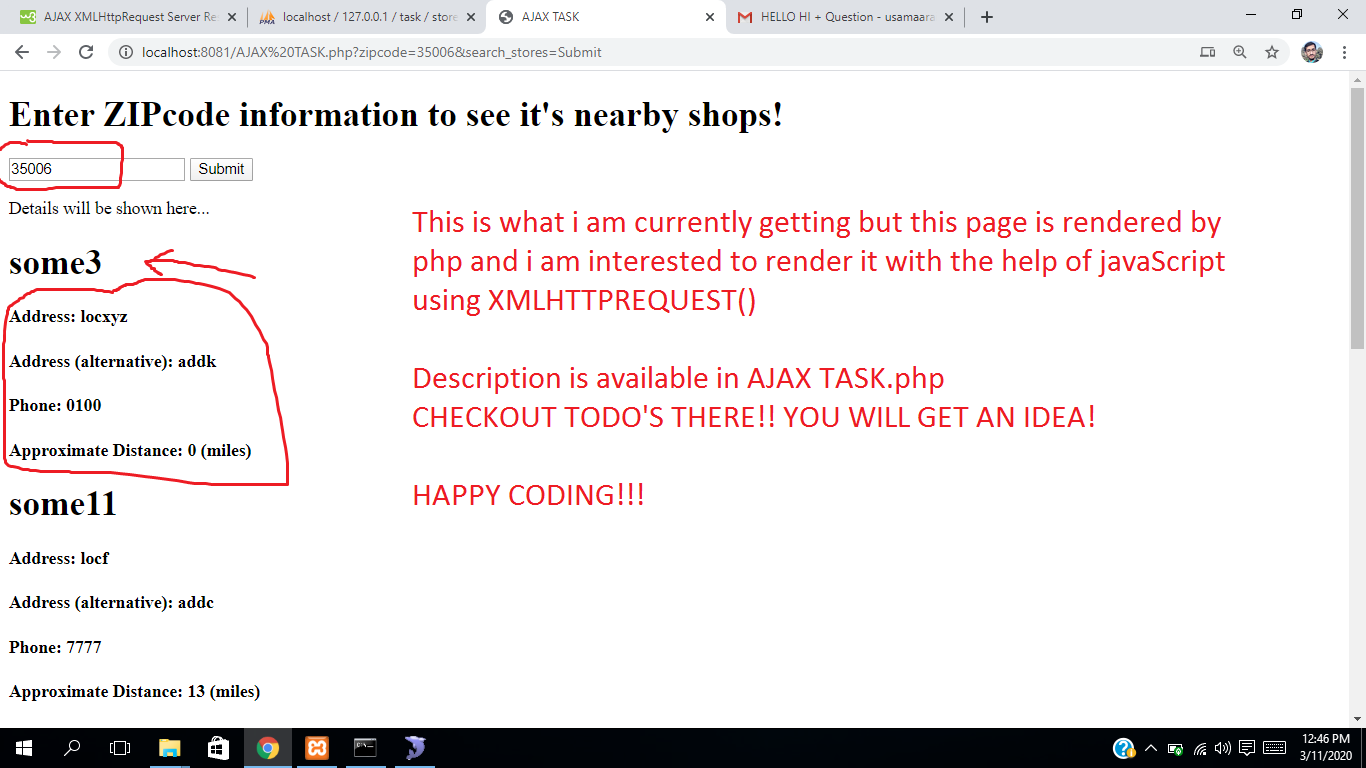 AJAX XMLHttpRequest Server Re
localhost / 127.0.0.1 / task / store
AJAX TASK
HELLO HI + Question - usamaara
localhost:8081/AJAX%20TASK.php?zipcode=35006&search_stores=Submit
Enter ZIPcode information to see it's nearby shops!
35006 Submit
Details will be shown here...
some3
Address: locxyz
Address (alternative): addk
Phone: 0100
Approximate Distance: 0 (miles)
some11
Address: locf
Address (alternative): addc
Phone: 7777
Approximate Distance: 13 (miles)
This is what i am currently getting but this page is rendered by
php and i am interested to render it with the help of javaScript
using XMLHTTPREQUEST()
Description is available in AJAX TASK.php
CHECKOUT TODO'S THERE!! YOU WILL GET AN IDEA!
HAPPY CODING!!!
12:46 PM
3/11/2020